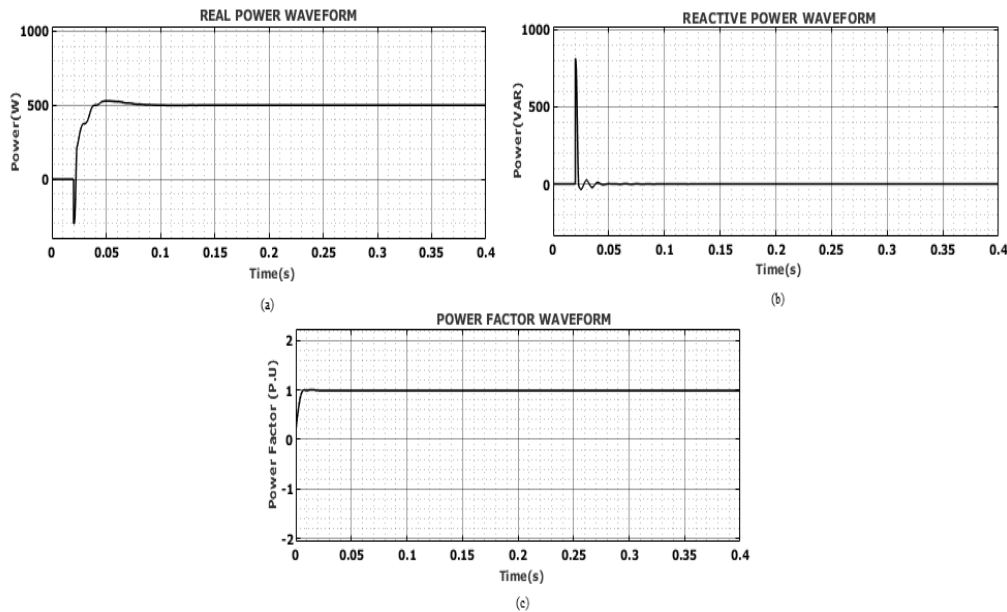 REAL POWER WAVEFORM
1000
500
0
Power(W)
0 0.05 0.1 0.15 0.2 0.25 0.3 0.35 0.4
Time(s)
(a)
REACTIVE POWER WAVEFORM
1000
500
0
Power(VAR)
0 0.05 0.1 0.15 0.2 0.25 0.3 0.35 0.4
Time(s)
(b)
POWER FACTOR WAVEFORM
2
1
0
-1
-2
Power Factor (P.U)
0 0.05 0.1 0.15 0.2 0.25 0.3 0.35 0.4
Time(s)
(c)